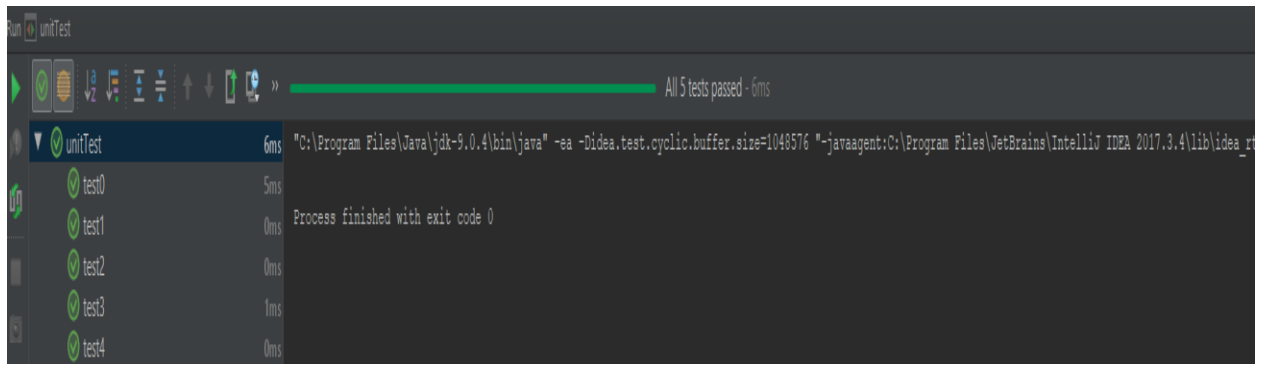 Run unitTest
» All 5 tests passed - 6ms
unitTest 6ms
"C:\Program Files\Java\jdk-9.0.4\bin\java" -ea -Didea.test.cyclic.buffer.size=1048576 "-javaagent:C:\Program Files\JetBrains\IntelliJ IDEA 2017.3.4\lib\idea_rt
test0 5ms
Process finished with exit code 0
test1 0ms
test2 0ms
test3 1ms
test4 0ms